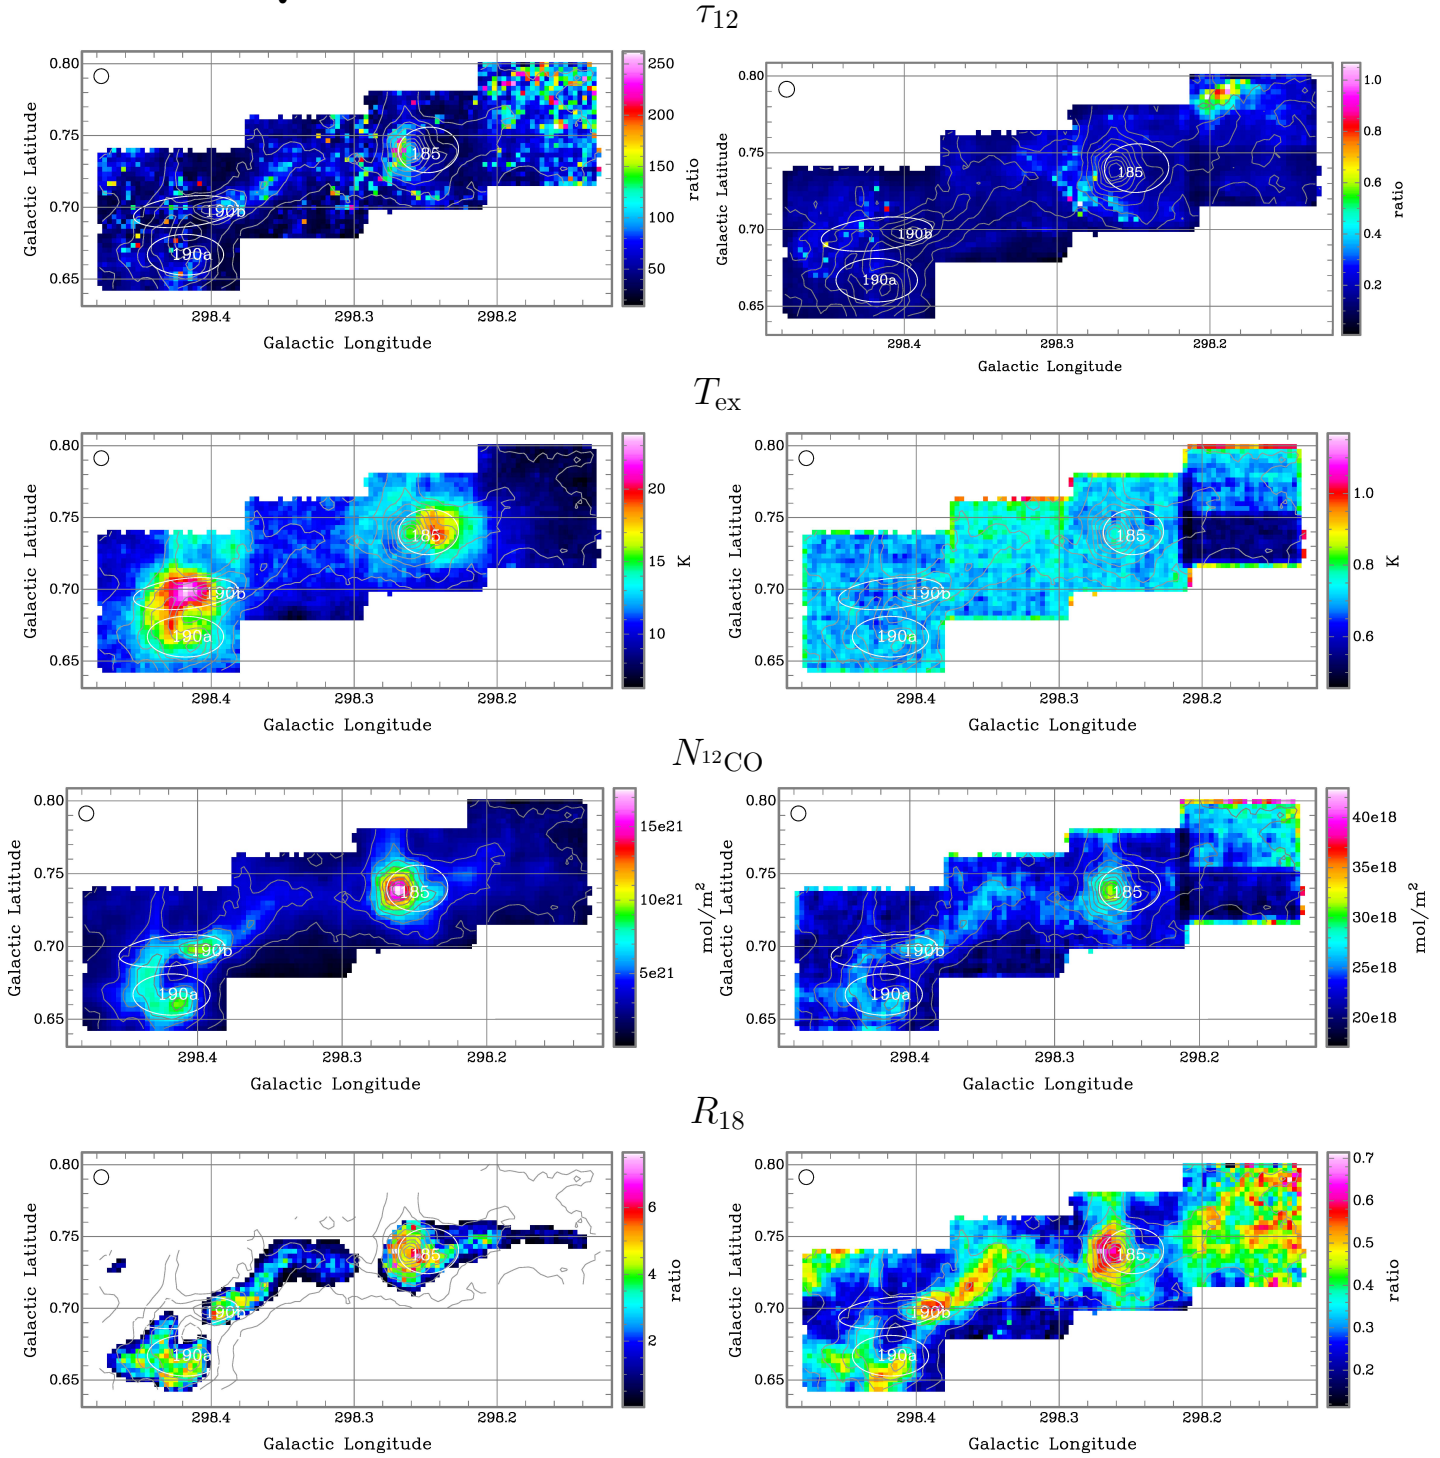 τ12
0.80
0.75
0.70
0.65
Galactic Latitude
298.4
298.3
298.2
Galactic Longitude
185
190b
190a
250
200
150
100
50
ratio
0.80
0.75
0.70
0.65
Galactic Latitude
298.4
298.3
298.2
Galactic Longitude
185
190b
190a
1.0
0.8
0.6
0.4
0.2
ratio
Tex
0.80
0.75
0.70
0.65
Galactic Latitude
298.4
298.3
298.2
Galactic Longitude
185
190b
190a
20
15
10
K
0.80
0.75
0.70
0.65
Galactic Latitude
298.4
298.3
298.2
Galactic Longitude
185
190b
190a
1.0
0.8
0.6
K
N12CO
0.80
0.75
0.70
0.65
Galactic Latitude
298.4
298.3
298.2
Galactic Longitude
185
190b
190a
15e21
10e21
5e21
mol/m²
0.80
0.75
0.70
0.65
Galactic Latitude
298.4
298.3
298.2
Galactic Longitude
185
190b
190a
40e18
35e18
30e18
25e18
20e18
mol/m²
R18
0.80
0.75
0.70
0.65
Galactic Latitude
298.4
298.3
298.2
Galactic Longitude
185
190b
190a
6
4
2
ratio
0.80
0.75
0.70
0.65
Galactic Latitude
298.4
298.3
298.2
Galactic Longitude
185
190b
190a
0.7
0.6
0.5
0.4
0.3
0.2
ratio